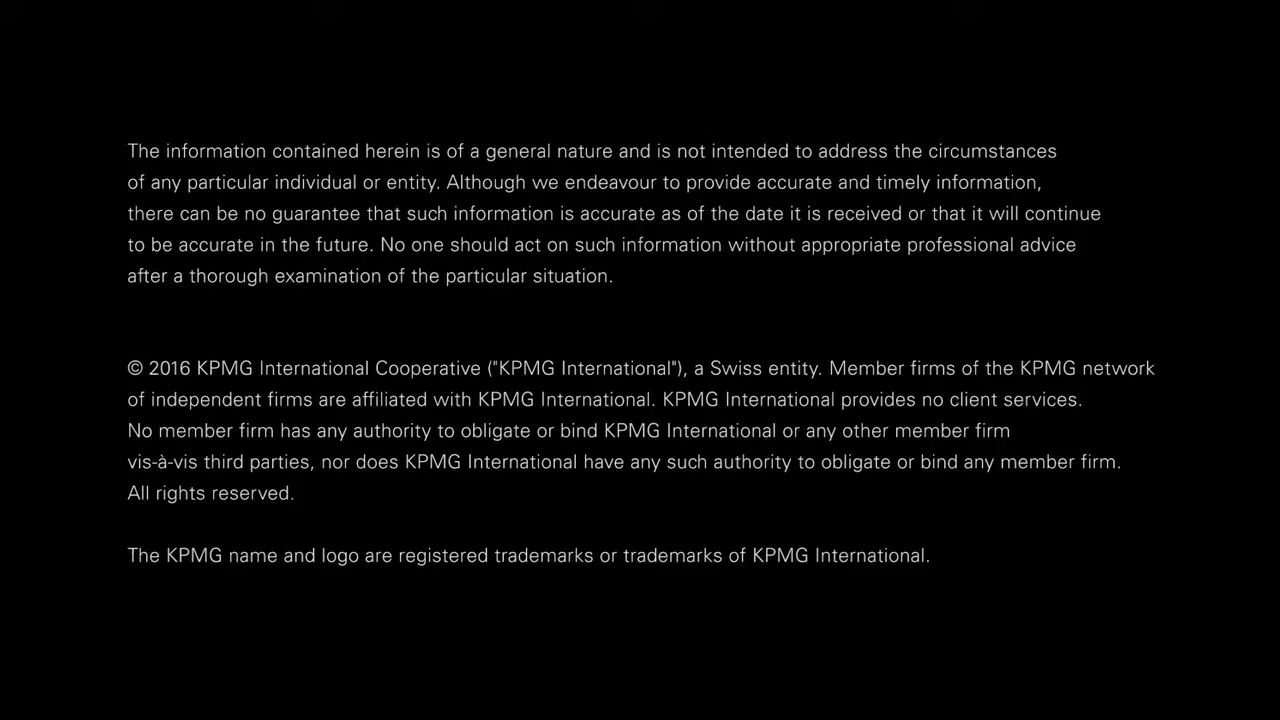 The information contained herein is of a general nature and is not intended to address the circumstances
of any particular individual or entity. Although we endeavour to provide accurate and timely information,
there can be no guarantee that such information is accurate as of the date it is received or that it will continue
to be accurate in the future. No one should act on such information without appropriate professional advice
after a thorough examination of the particular situation.
© 2016 KPMG International Cooperative ("KPMG International"), a Swiss entity. Member firms of the KPMG network
of independent firms are affiliated with KPMG International. KPMG International provides no client services.
No member firm has any authority to obligate or bind KPMG International or any other member firm
vis-à-vis third parties, nor does KPMG International have any such authority to obligate or bind any member firm.
All rights reserved.
The KPMG name and logo are registered trademarks or trademarks of KPMG International.